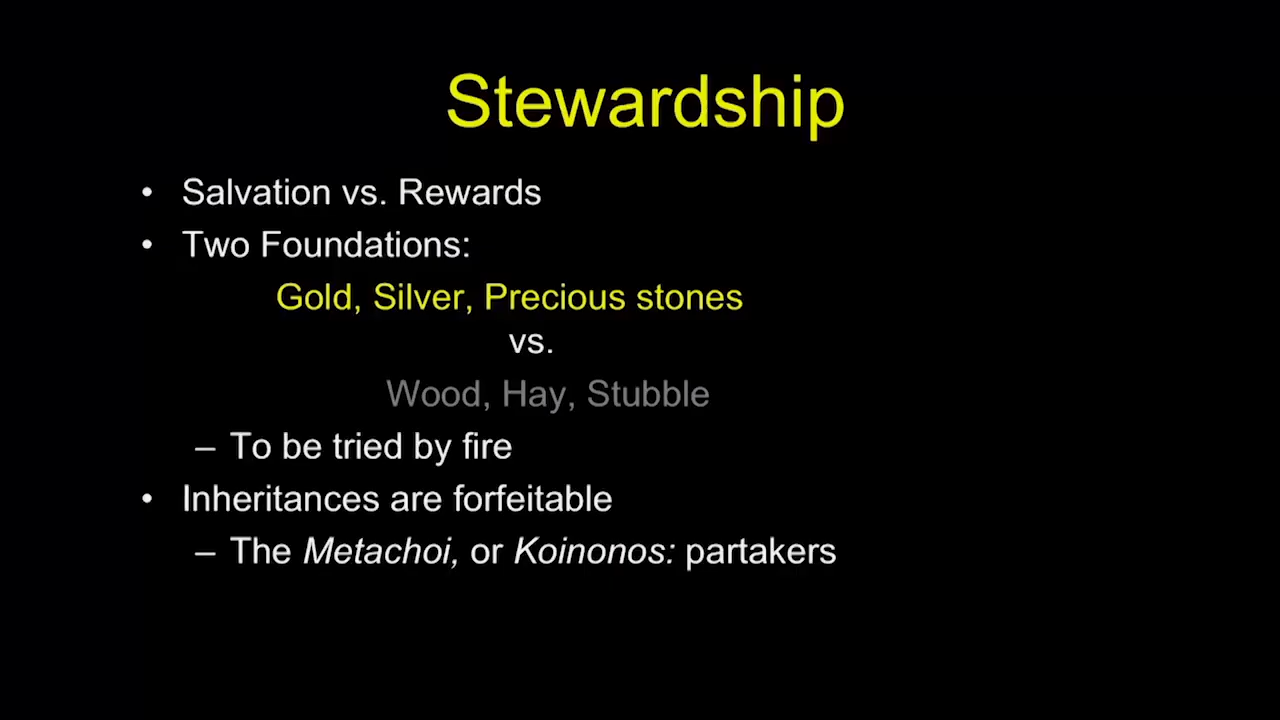 Stewardship
• Salvation vs. Rewards
• Two Foundations:
Gold, Silver, Precious stones
vs.
Wood, Hay, Stubble
– To be tried by fire
• Inheritances are forfeitable
– The Metachoi, or Koinonos: partakers